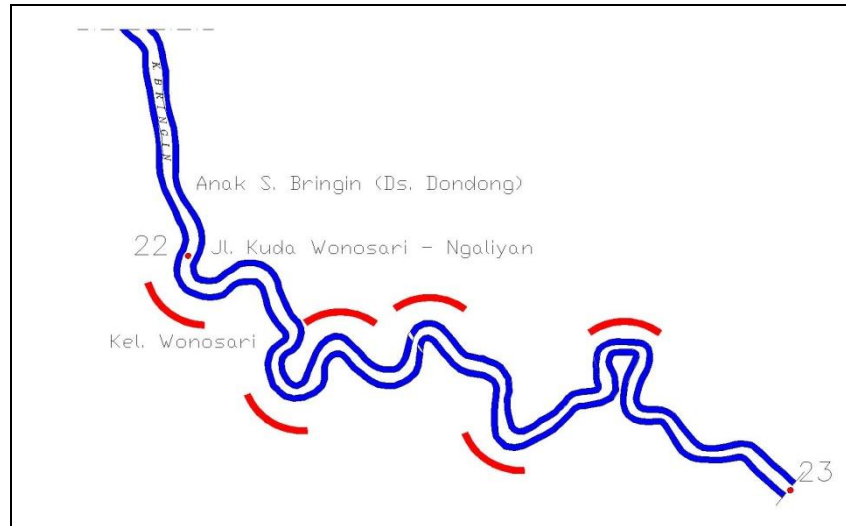 K BRINGIN
Anak S. Bringin (Ds. Dondong)
22
Jl. Kuda Wonosari - Ngaliyan
Kel. Wonosari
23